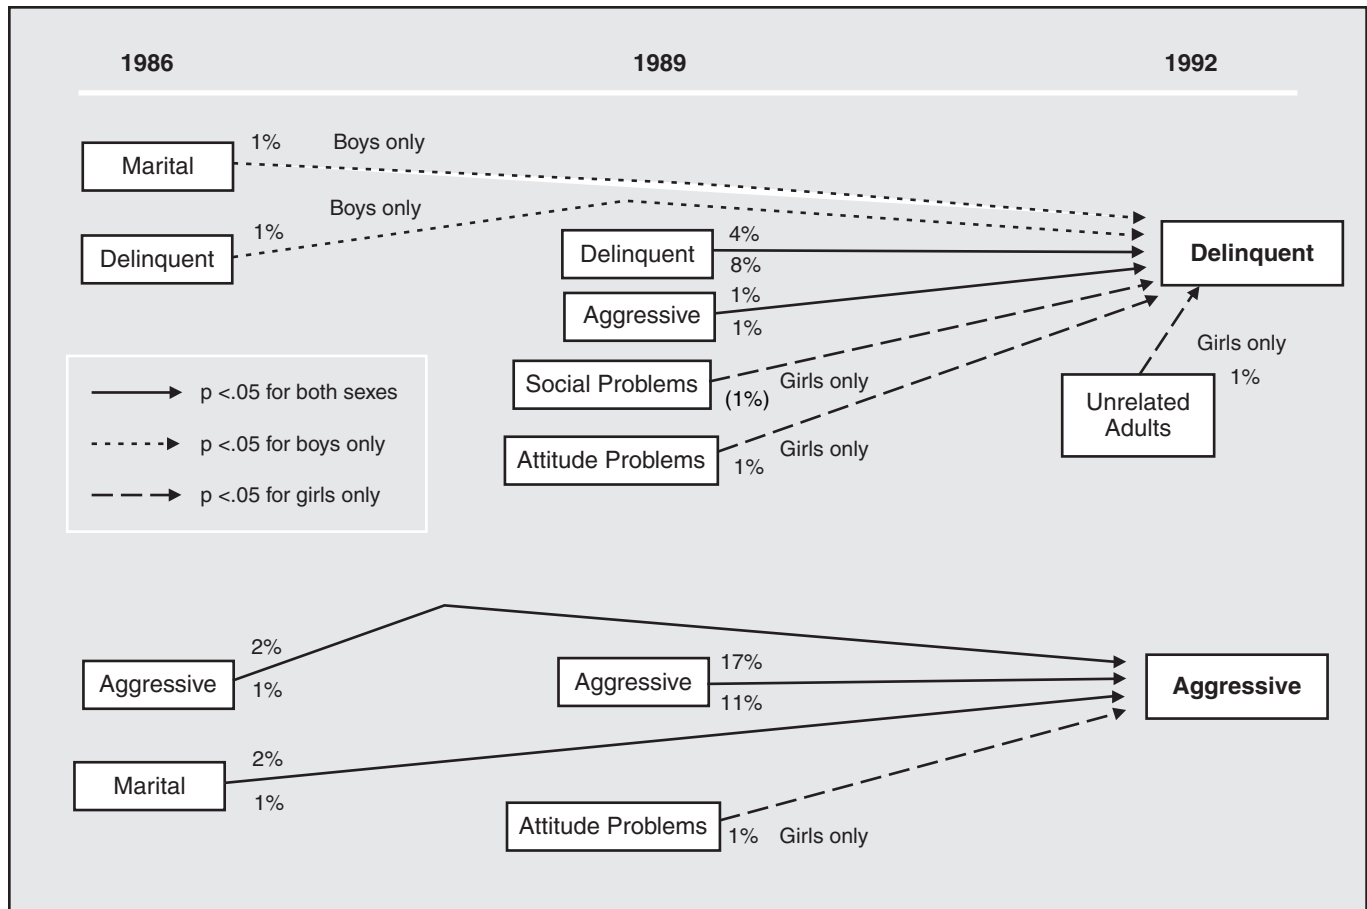 1986
1989
1992
Marital
1%
Boys only
Delinquent
1%
Boys only
Delinquent
4%
8%
Aggressive
1%
1%
Social Problems
(1%)
Girls only
Attitude Problems
1%
Girls only
Delinquent
Girls only
1%
Unrelated
Adults
p <.05 for both sexes
p <.05 for boys only
p <.05 for girls only
Aggressive
2%
1%
Marital
2%
1%
Aggressive
17%
11%
Attitude Problems
1%
Girls only
Aggressive